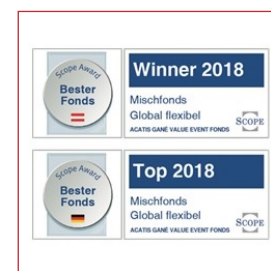 Scope Award
Bester
Fonds
Winner 2018
Mischfonds
Global flexibel
ACATIS GANÉ VALUE EVENT FONDS
SCOPE
Scope Award
Bester
Fonds
Top 2018
Mischfonds
Global flexibel
ACATIS GANÉ VALUE EVENT FONDS
SCOPE